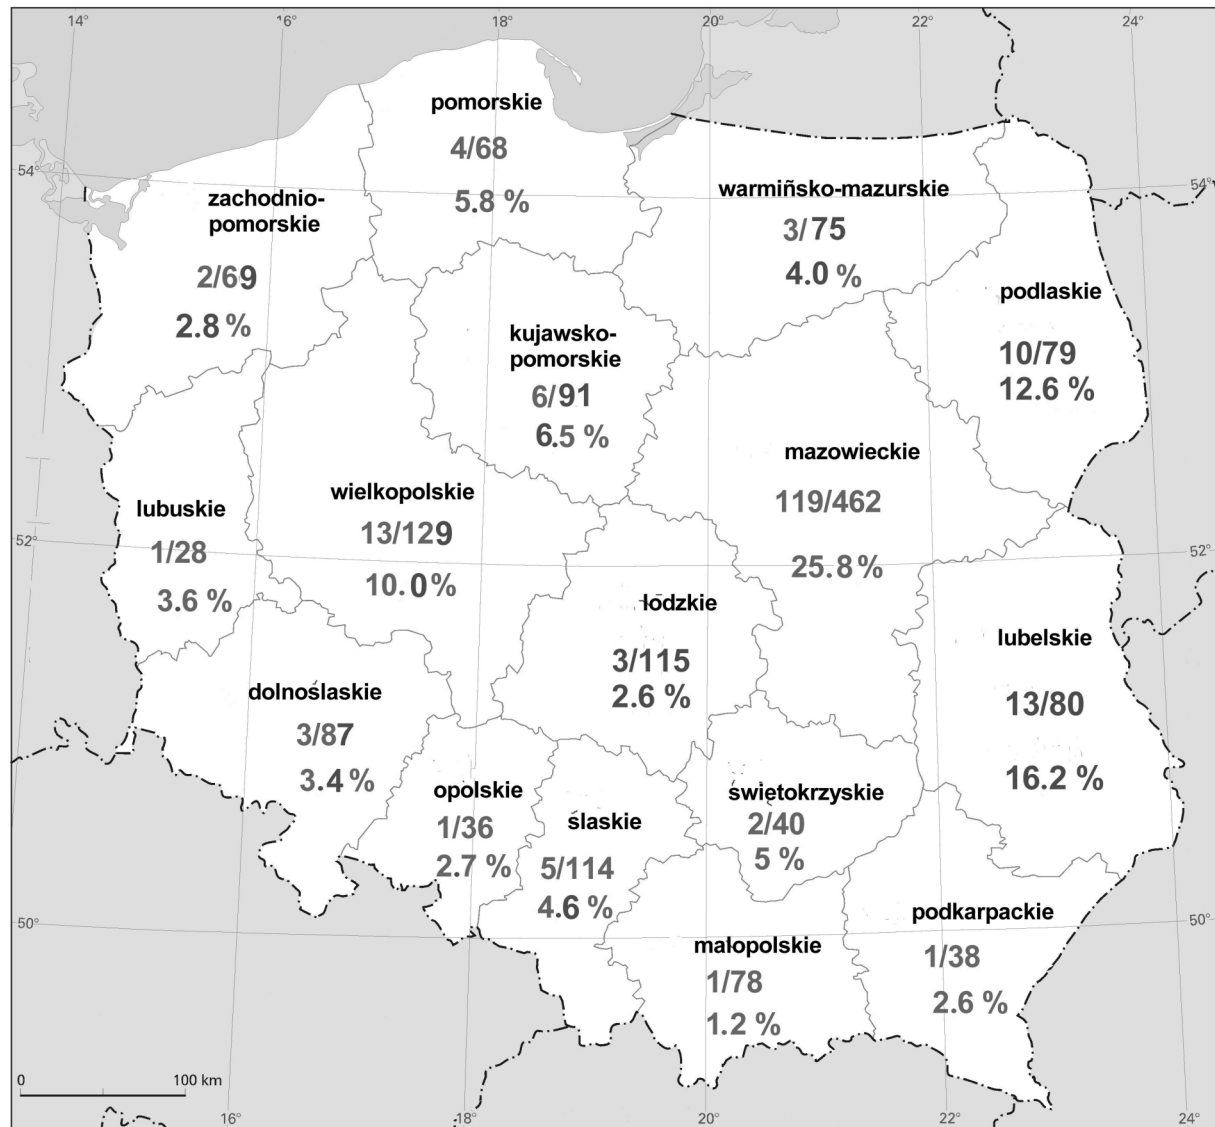 14°
16°
18°
20°
22°
24°
pomorskie
4/68
5.8 %
54°
54°
warmińsko-mazurskie
3/75
4.0 %
zachodnio-
pomorskie
2/69
2.8 %
podlaskie
10/79
12.6 %
kujawsko-
pomorskie
6/91
6.5 %
mazowieckie
119/462
25.8 %
wielkopolskie
13/129
10.0 %
lubuskie
1/28
3.6 %
52°
52°
łodzkie
3/115
2.6 %
lubelskie
13/80
16.2 %
dolnoślaskie
3/87
3.4 %
opolskie
1/36
2.7 %
ślaskie
5/114
4.6 %
świętokrzyskie
2/40
5 %
50°
50°
podkarpackie
1/38
2.6 %
małopolskie
1/78
1.2 %
0
100 km
16°
18°
20°
22°
24°